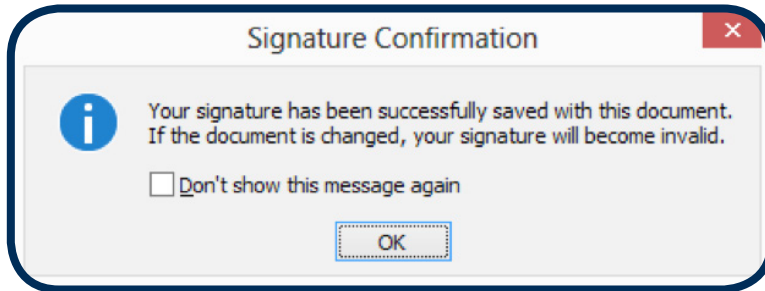 Signature Confirmation
Your signature has been successfully saved with this document.
If the document is changed, your signature will become invalid.
Don't show this message again
OK